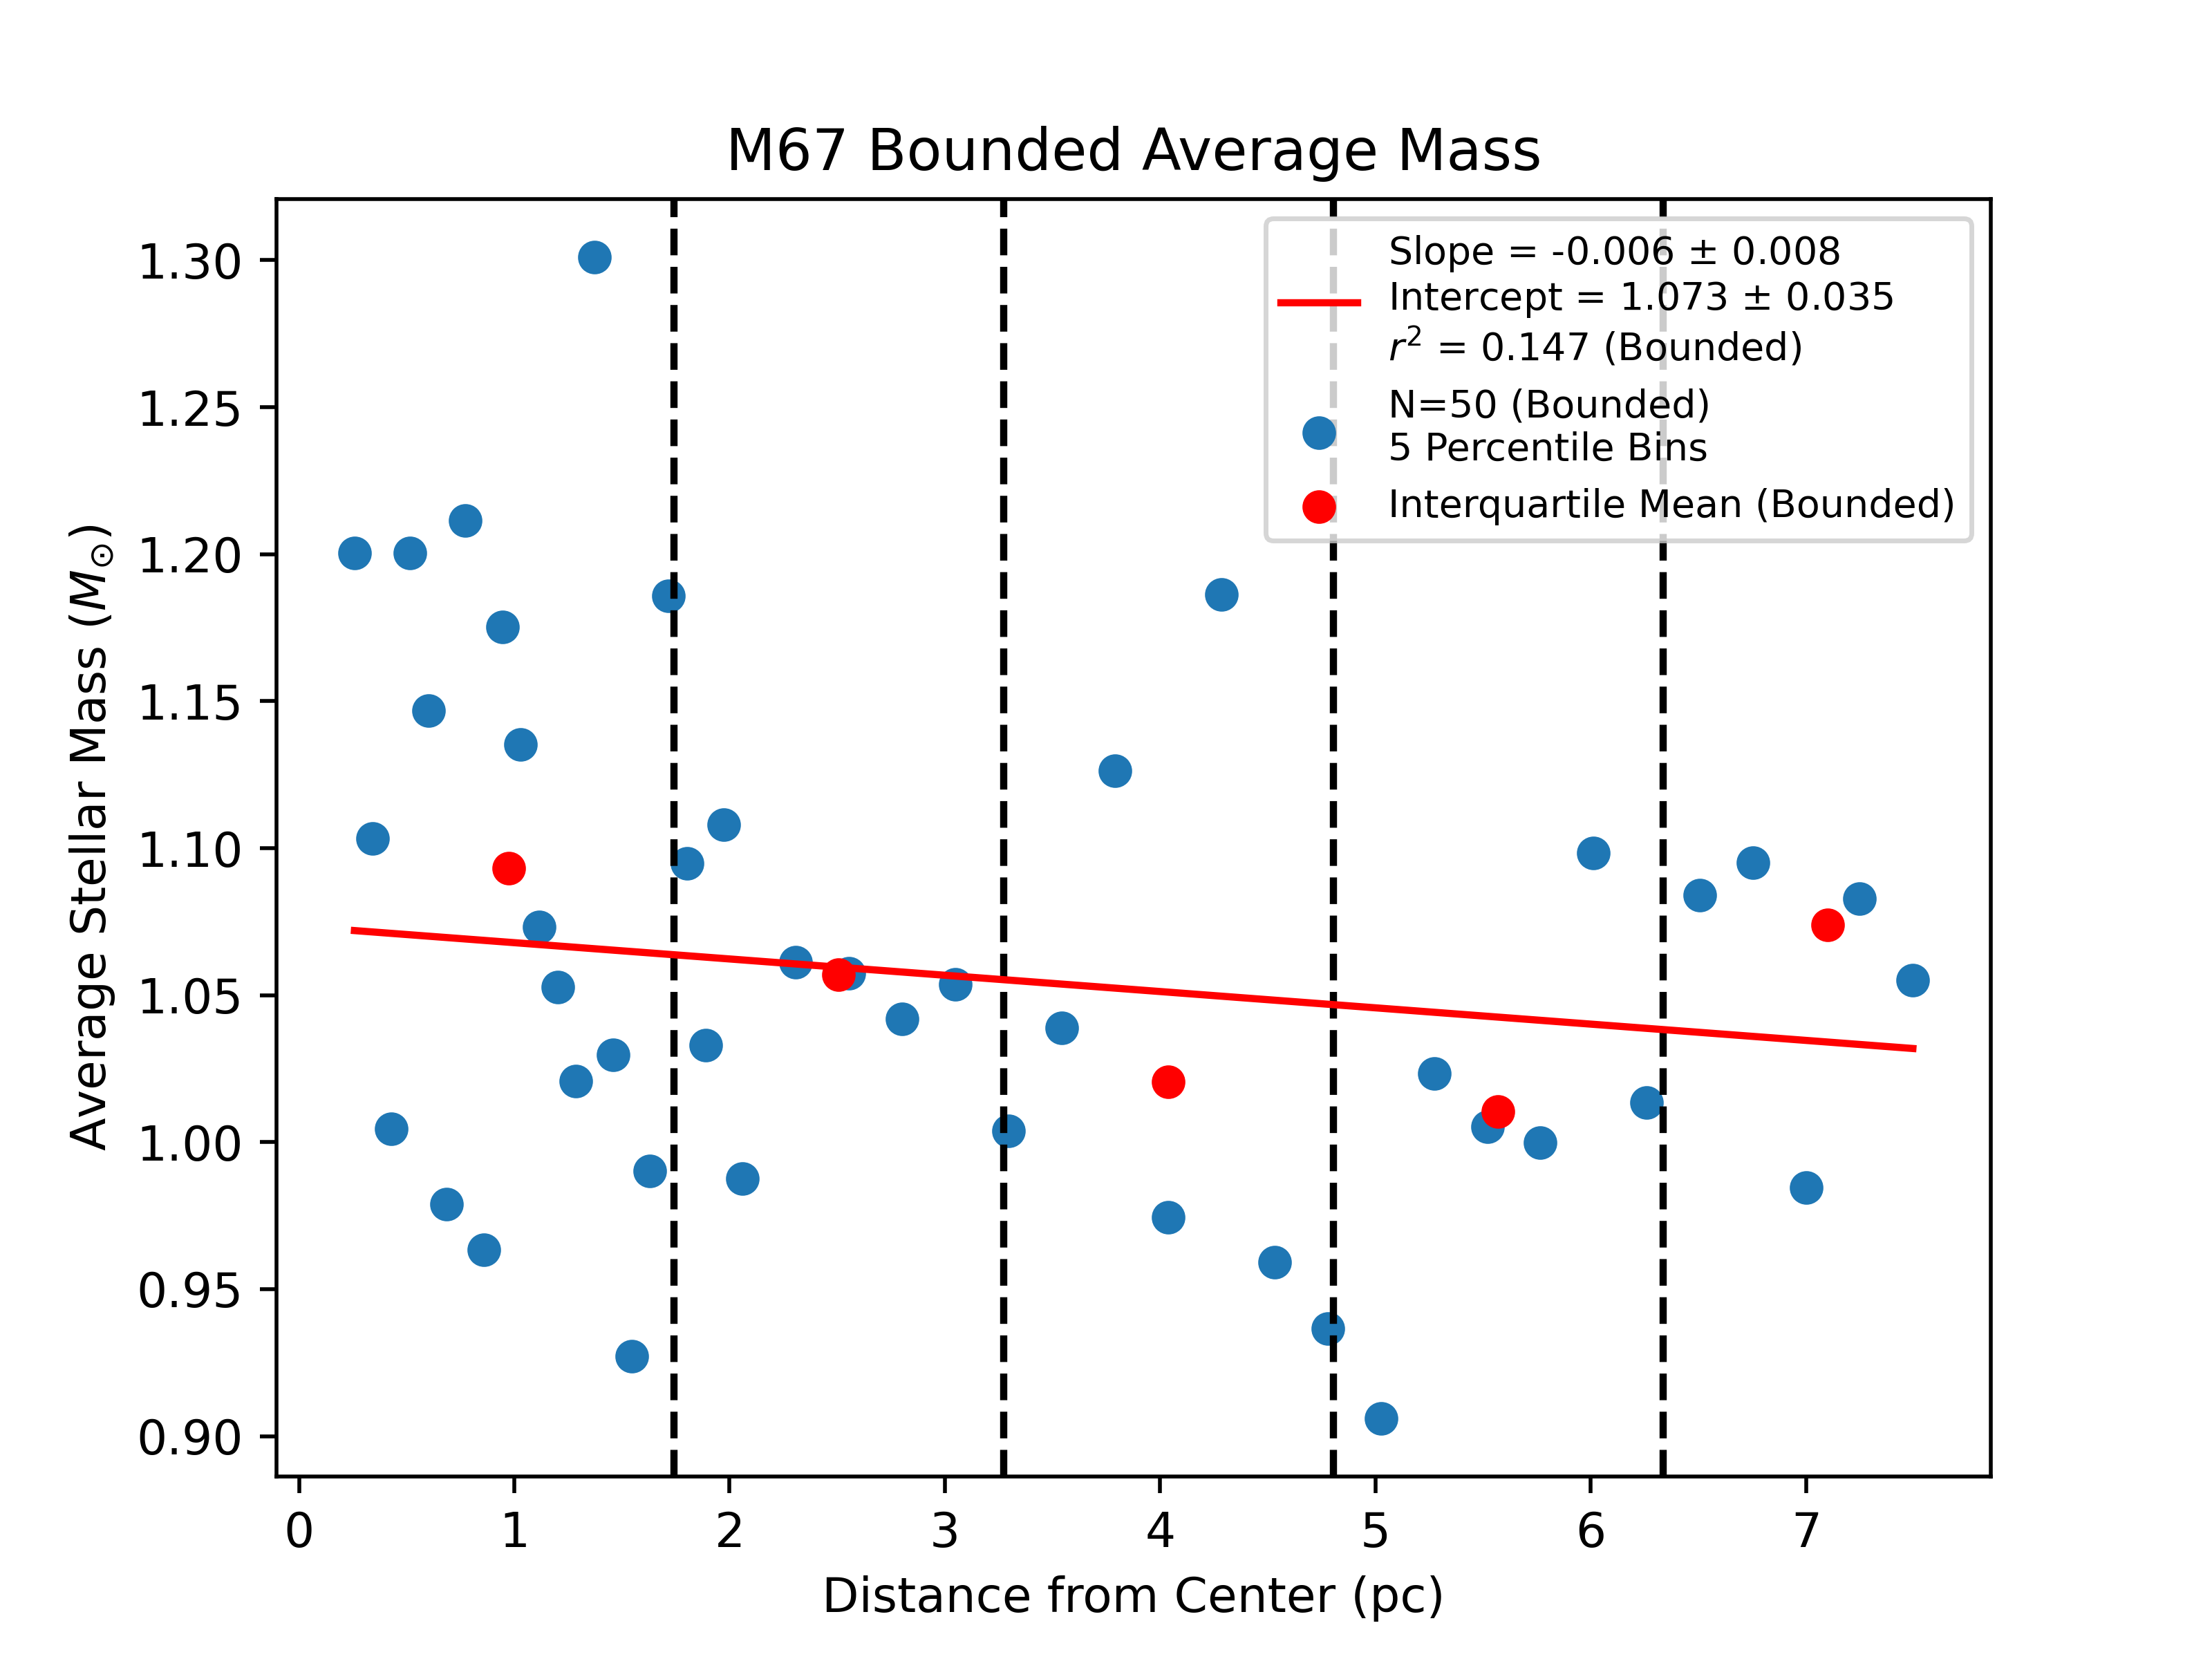 M67 Bounded Average Mass
Average Stellar Mass (M☉)
1.30
1.25
1.20
1.15
1.10
1.05
1.00
0.95
0.90
Slope = -0.006 ± 0.008
Intercept = 1.073 ± 0.035
r² = 0.147 (Bounded)
N=50 (Bounded)
5 Percentile Bins
Interquartile Mean (Bounded)
0 1 2 3 4 5 6 7
Distance from Center (pc)